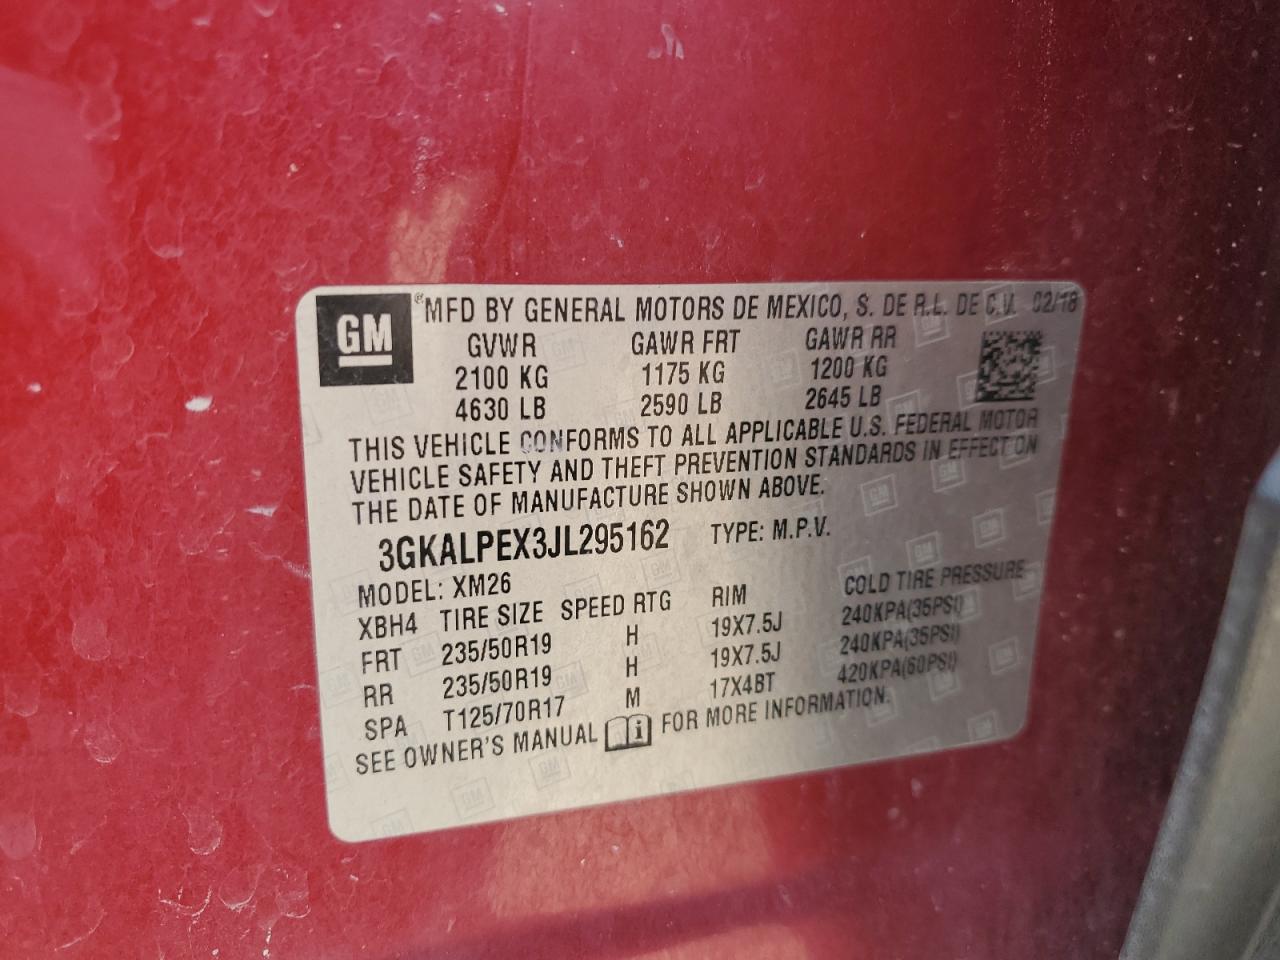 GM
® MFD BY GENERAL MOTORS DE MEXICO, S. DE R.L. DE C.V. 02/18
GVWR GAWR FRT GAWR RR
2100 KG 1175 KG 1200 KG
4630 LB 2590 LB 2645 LB
THIS VEHICLE CONFORMS TO ALL APPLICABLE U.S. FEDERAL MOTOR
VEHICLE SAFETY AND THEFT PREVENTION STANDARDS IN EFFECT ON
THE DATE OF MANUFACTURE SHOWN ABOVE.
3GKALPEX3JL295162 TYPE: M.P.V.
MODEL: XM26
XBH4 TIRE SIZE SPEED RTG RIM COLD TIRE PRESSURE
FRT 235/50R19 H 19X7.5J 240KPA(35PSI)
RR 235/50R19 H 19X7.5J 240KPA(35PSI)
SPA T125/70R17 M 17X4BT 420KPA(60PSI)
SEE OWNER'S MANUAL FOR MORE INFORMATION.